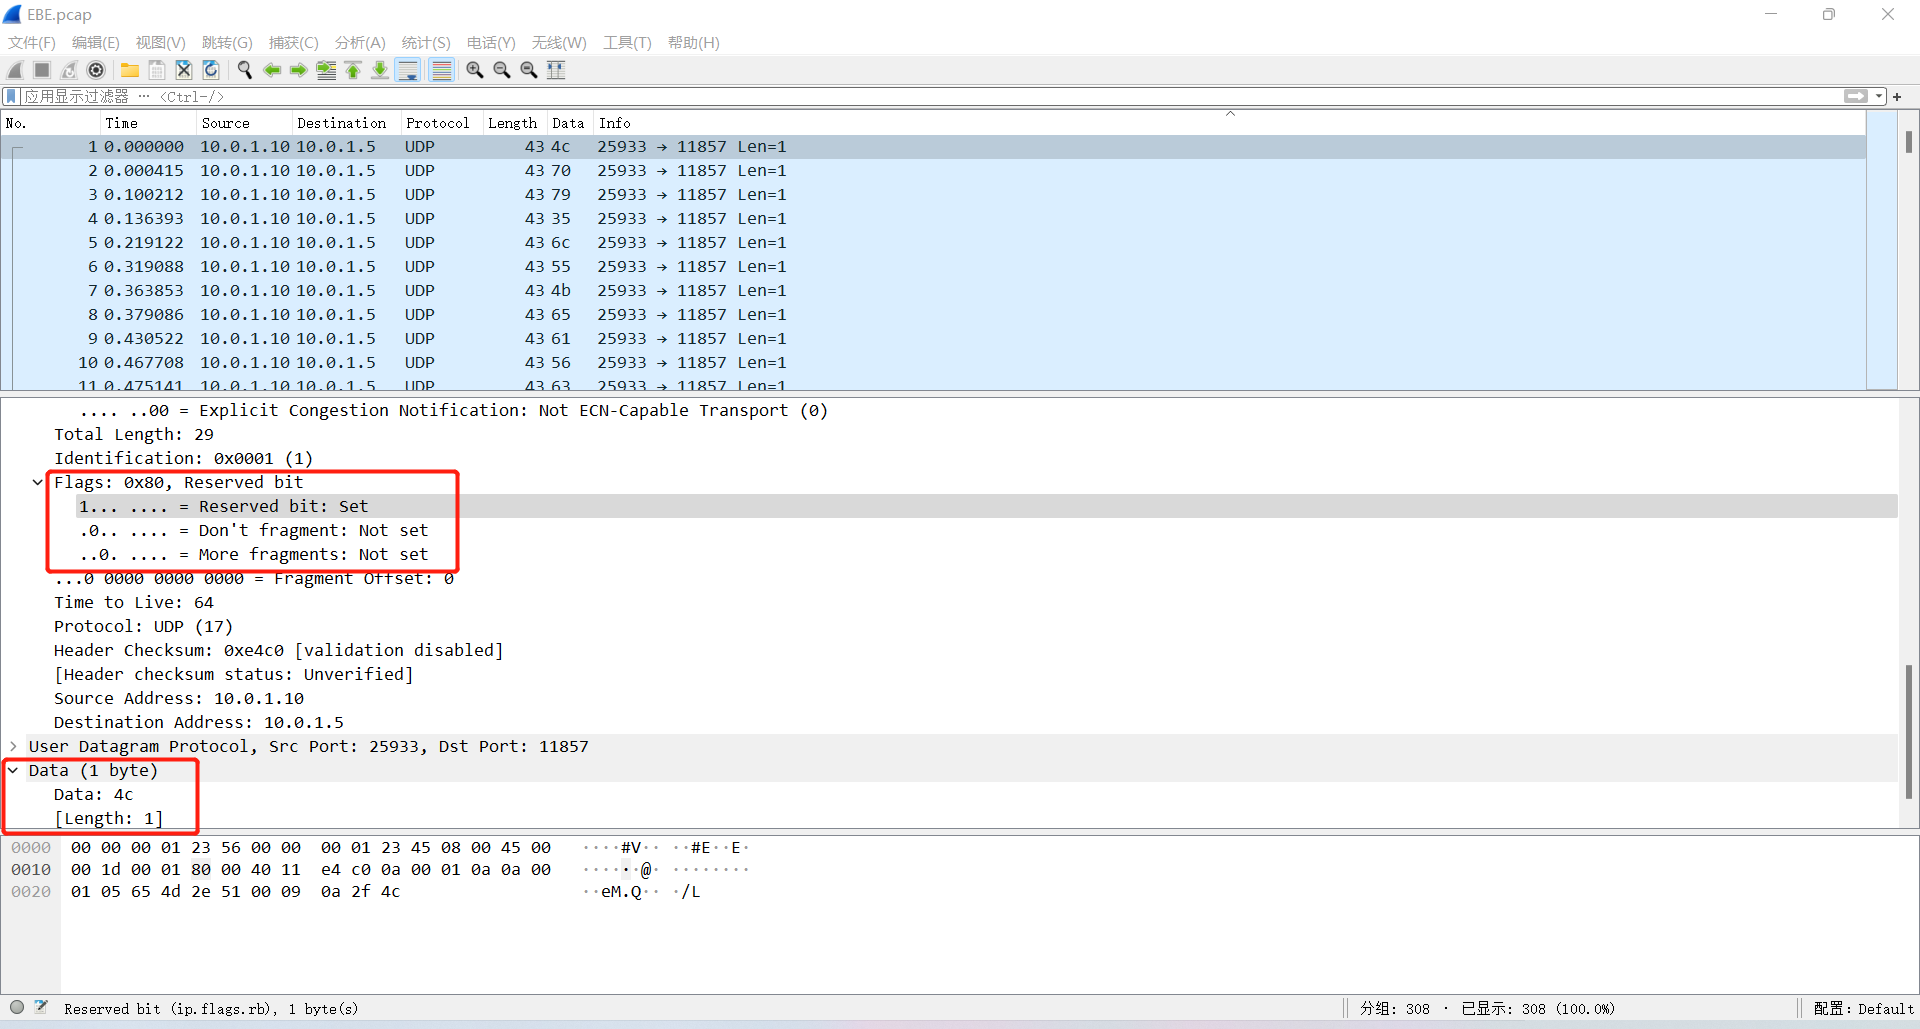 EBE.pcap
文件(F) 编辑(E) 视图(V) 跳转(G) 捕获(C) 分析(A) 统计(S) 电话(Y) 无线(W) 工具(T) 帮助(H)
应用显示过滤器 … <Ctrl-/>
No. Time Source Destination Protocol Length Data Info
1 0.000000 10.0.1.10 10.0.1.5 UDP 43 4c 25933 → 11857 Len=1
2 0.000415 10.0.1.10 10.0.1.5 UDP 43 70 25933 → 11857 Len=1
3 0.100212 10.0.1.10 10.0.1.5 UDP 43 79 25933 → 11857 Len=1
4 0.136393 10.0.1.10 10.0.1.5 UDP 43 35 25933 → 11857 Len=1
5 0.219122 10.0.1.10 10.0.1.5 UDP 43 6c 25933 → 11857 Len=1
6 0.319088 10.0.1.10 10.0.1.5 UDP 43 55 25933 → 11857 Len=1
7 0.363853 10.0.1.10 10.0.1.5 UDP 43 4b 25933 → 11857 Len=1
8 0.379086 10.0.1.10 10.0.1.5 UDP 43 65 25933 → 11857 Len=1
9 0.430522 10.0.1.10 10.0.1.5 UDP 43 61 25933 → 11857 Len=1
10 0.467708 10.0.1.10 10.0.1.5 UDP 43 56 25933 → 11857 Len=1
11 0.475141 10.0.1.10 10.0.1.5 UDP 43 63 25933 → 11857 Len=1
.... ..00 = Explicit Congestion Notification: Not ECN-Capable Transport (0)
Total Length: 29
Identification: 0x0001 (1)
Flags: 0x80, Reserved bit
1... .... = Reserved bit: Set
.0.. .... = Don't fragment: Not set
..0. .... = More fragments: Not set
...0 0000 0000 0000 = Fragment Offset: 0
Time to Live: 64
Protocol: UDP (17)
Header Checksum: 0xe4c0 [validation disabled]
[Header checksum status: Unverified]
Source Address: 10.0.1.10
Destination Address: 10.0.1.5
User Datagram Protocol, Src Port: 25933, Dst Port: 11857
Data (1 byte)
Data: 4c
[Length: 1]
0000 00 00 00 01 23 56 00 00 00 01 23 45 08 00 45 00 ····#V·· ··#E··E·
0010 00 1d 00 01 80 00 40 11 e4 c0 0a 00 01 0a 0a 00 ······@· ········
0020 01 05 65 4d 2e 51 00 09 0a 2f 4c ··eM.Q·· ·/L
Reserved bit (ip.flags.rb), 1 byte(s) 分组: 308 · 已显示: 308 (100.0%) 配置: Default